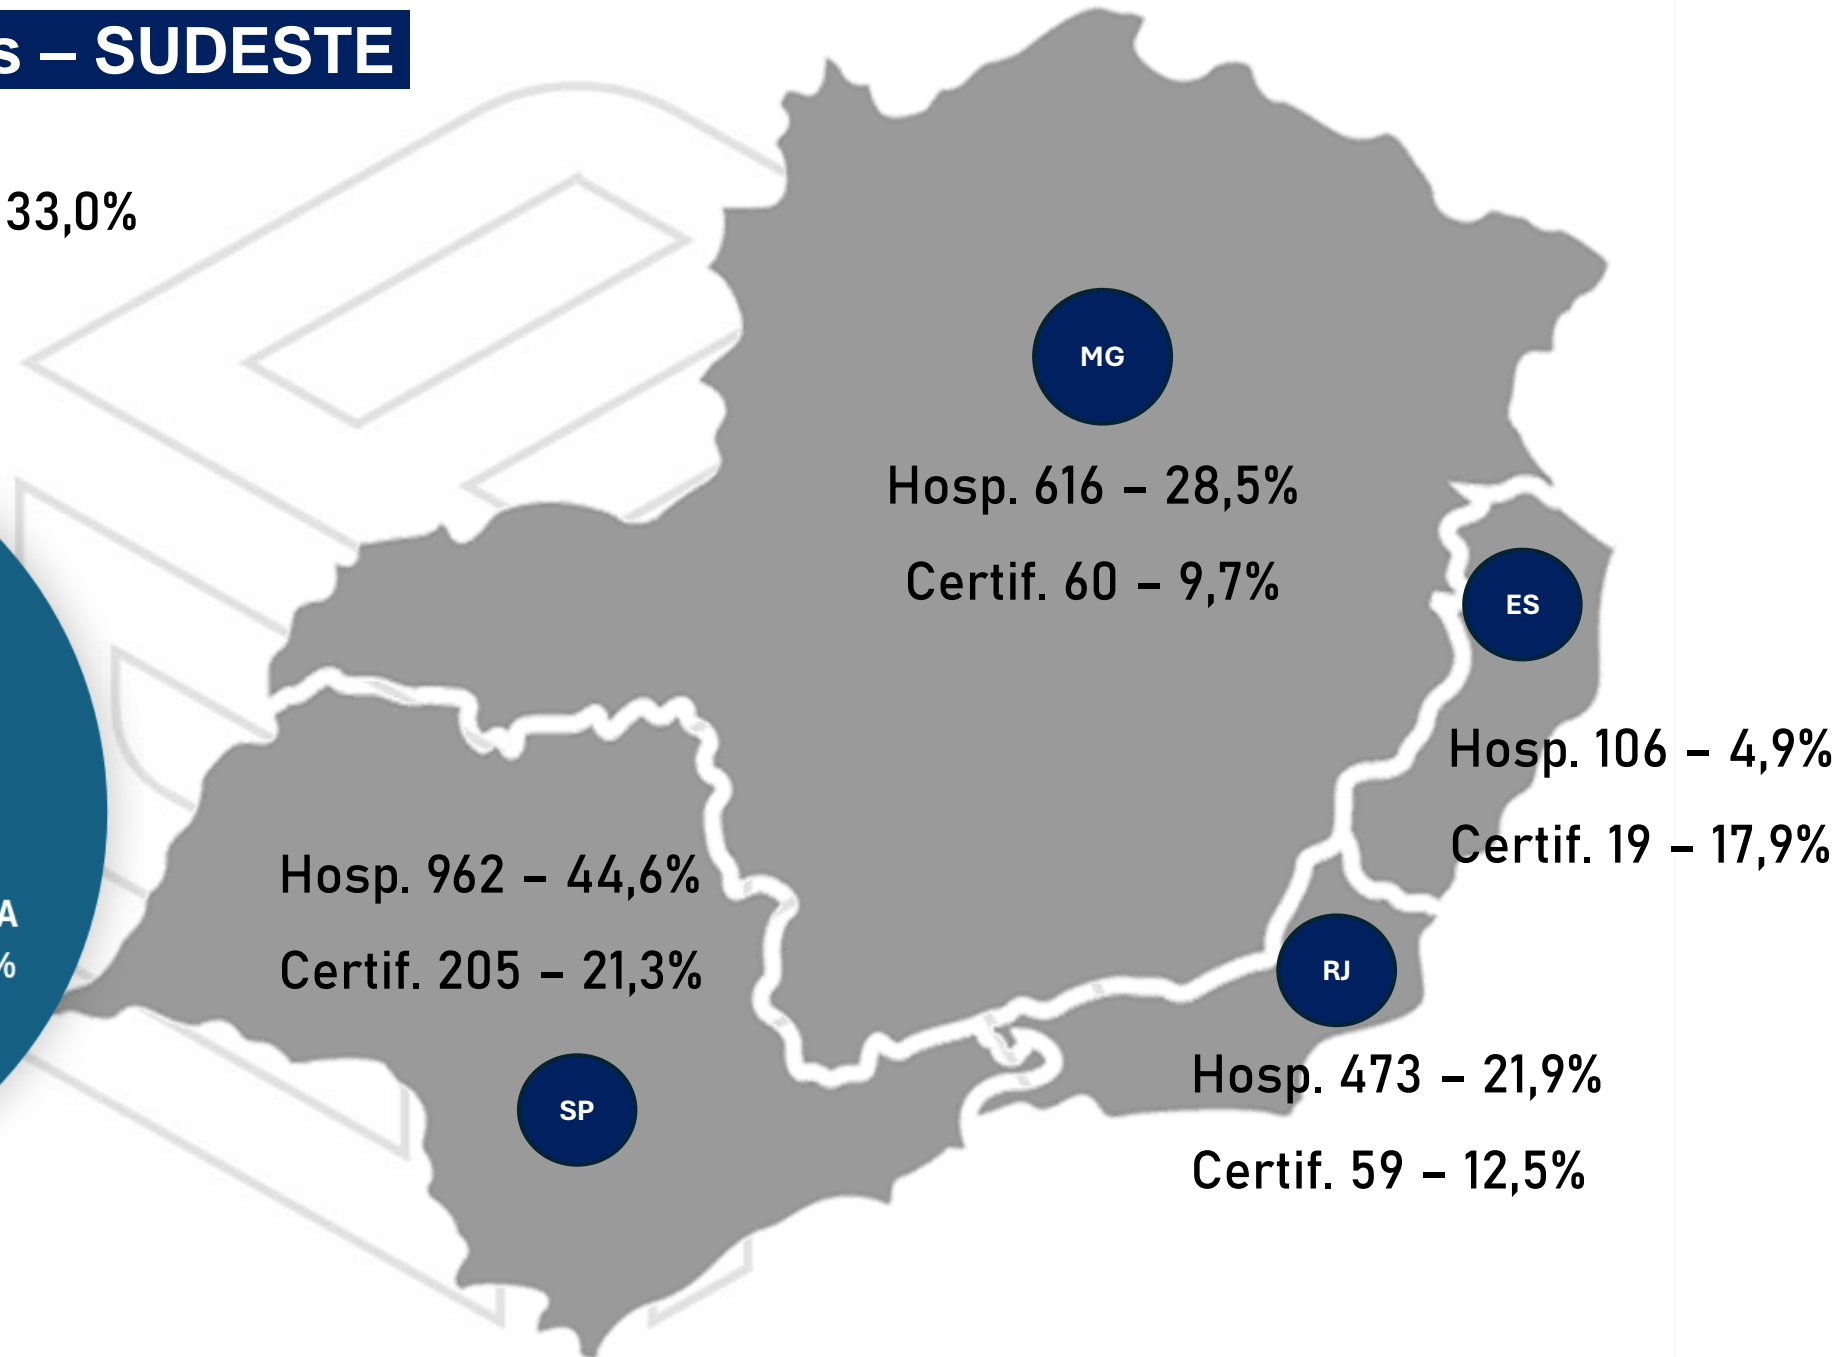 s – SUDESTE
33,0%
MG
Hosp. 616 – 28,5%
Certif. 60 – 9,7%
ES
Hosp. 106 – 4,9%
Certif. 19 – 17,9%
Hosp. 962 – 44,6%
Certif. 205 – 21,3%
A
%
RJ
SP
Hosp. 473 – 21,9%
Certif. 59 – 12,5%